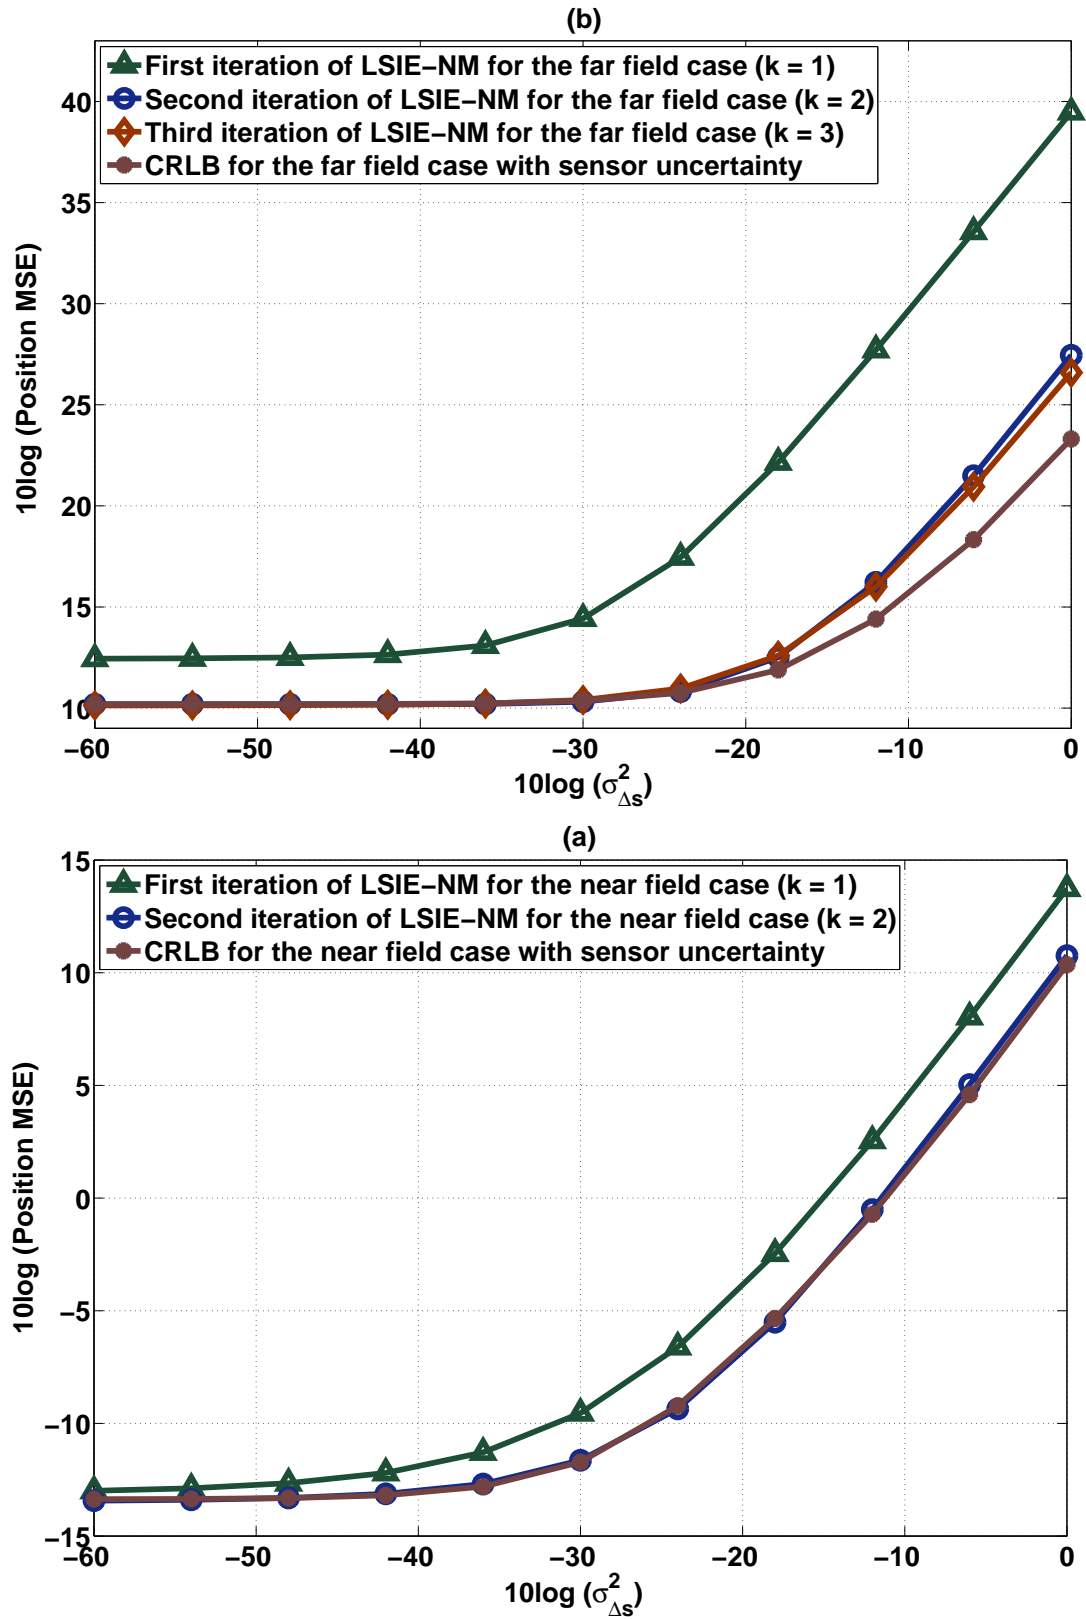 (b)
First iteration of LSIE−NM for the far field case (k = 1)
Second iteration of LSIE−NM for the far field case (k = 2)
Third iteration of LSIE−NM for the far field case (k = 3)
CRLB for the far field case with sensor uncertainty
40
35
30
25
20
15
10
10log (Position MSE)
−60 −50 −40 −30 −20 −10 0
10log (σ²Δs)
(a)
First iteration of LSIE−NM for the near field case (k = 1)
Second iteration of LSIE−NM for the near field case (k = 2)
CRLB for the near field case with sensor uncertainty
15
10
5
0
−5
−10
−15
10log (Position MSE)
−60 −50 −40 −30 −20 −10 0
10log (σ²Δs)